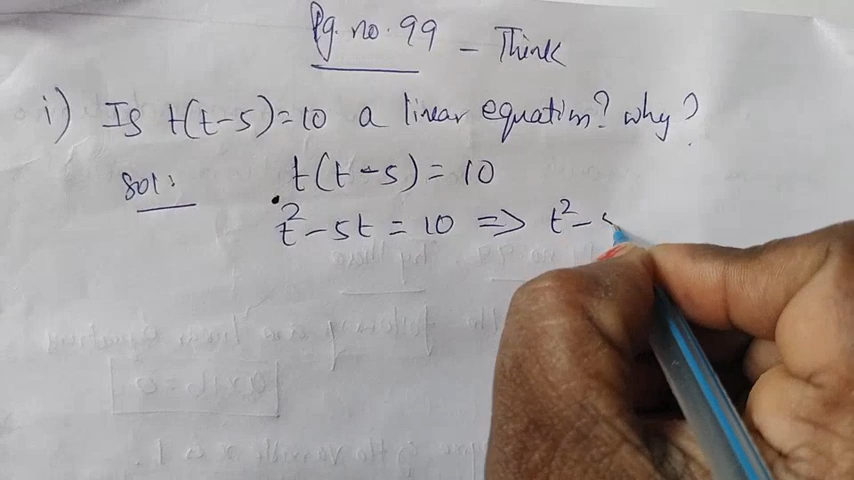 Pg. no. 99 - Think
i) Is t(t-5)=10 a linear equation? why?
Sol: t(t-5) = 10
t² - 5t = 10 => t² -